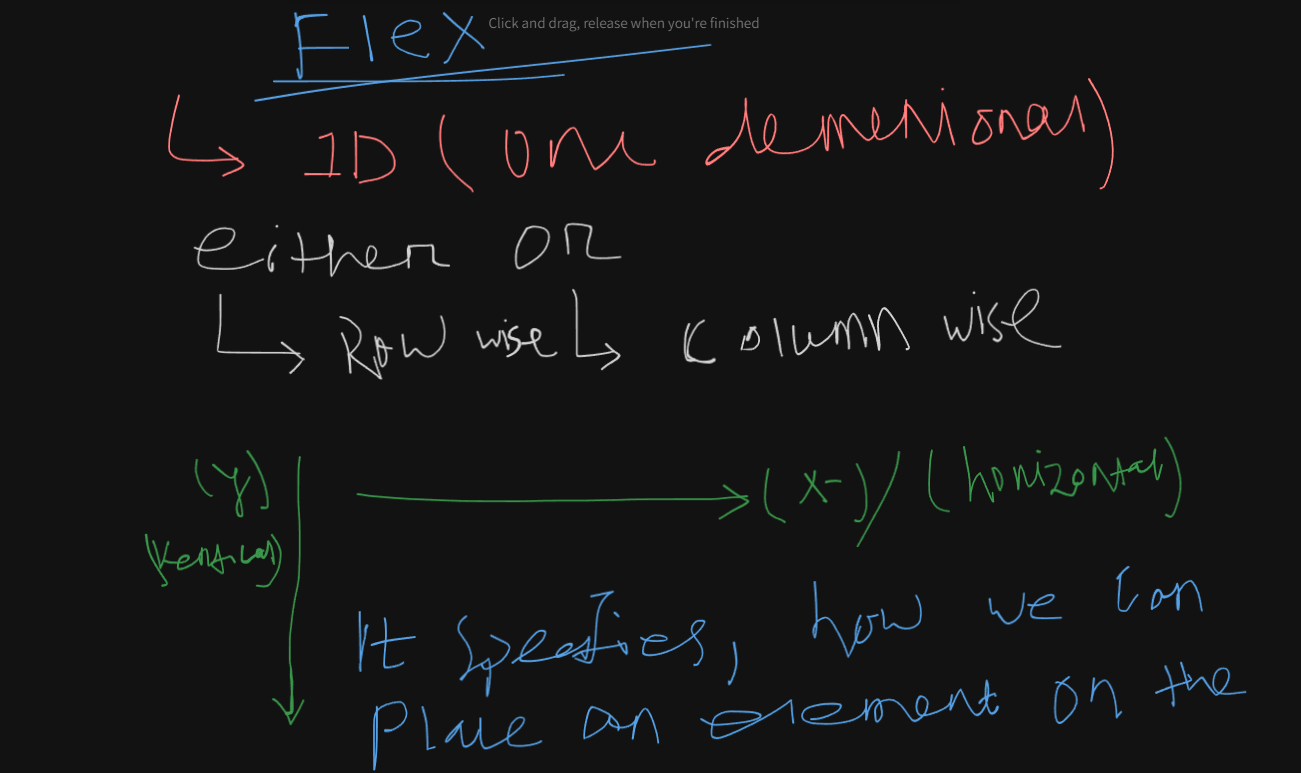 Click and drag, release when you're finished
Flex
1D (one demensional)
either or
Row wise column wise
(y) (x-)/(horizontal)
(vertical)
It specifies, how we can
place an element on the